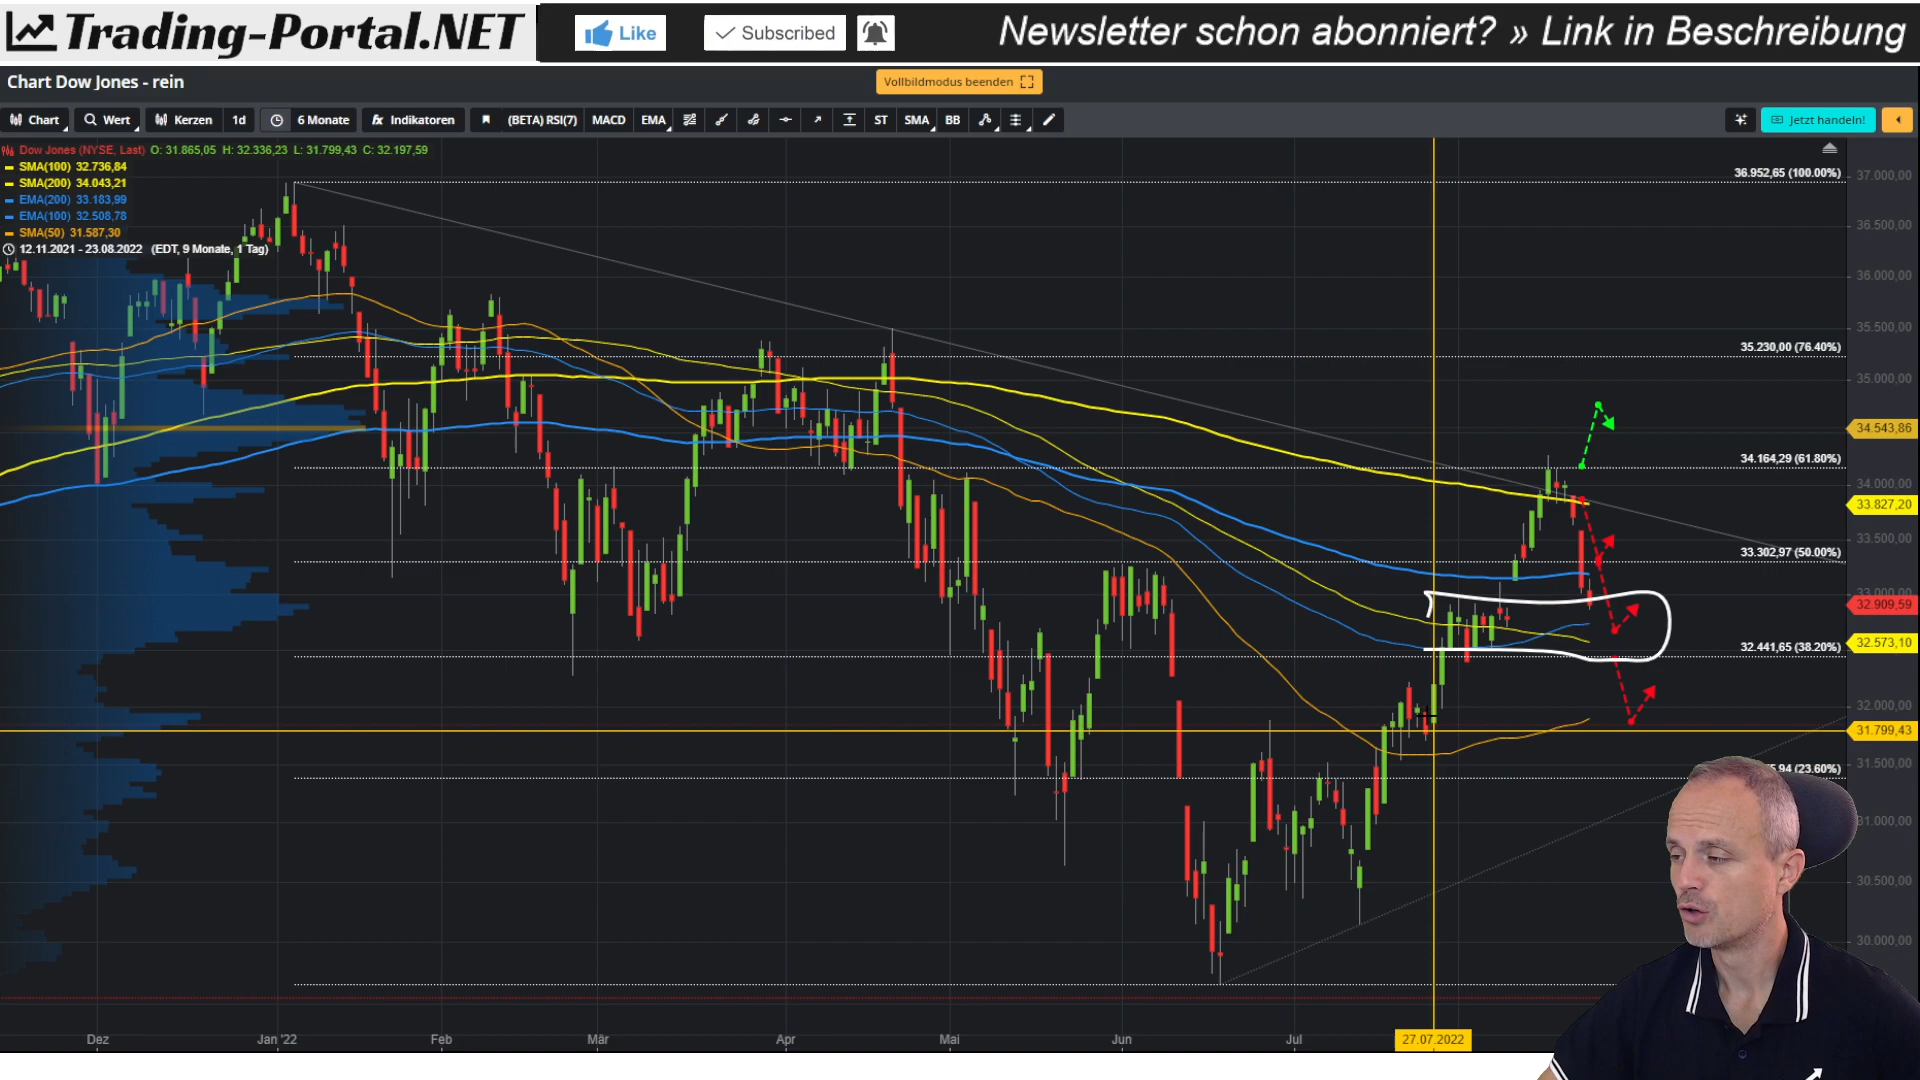 Trading-Portal.NET
Like
Subscribed
Newsletter schon abonniert? » Link in Beschreibung
Chart Dow Jones - rein
Vollbildmodus beenden
Chart
Wert
Kerzen
1d
6 Monate
fx Indikatoren
(BETA) RSI(7)
MACD
EMA
ST
SMA
BB
Jetzt handeln!
Dow Jones (NYSE, Last) O: 31.865,05 H: 32.336,23 L: 31.799,43 C: 32.197,59
SMA(100) 32.736,84
SMA(200) 34.043,21
EMA(200) 33.183,99
EMA(100) 32.508,78
SMA(50) 31.587,30
12.11.2021 - 23.08.2022 (EDT, 9 Monate, 1 Tag)
36.952,65 (100.00%)
35.230,00 (76.40%)
34.164,29 (61.80%)
33.302,97 (50.00%)
32.441,65 (38.20%)
5.94 (23.60%)
37.000,00
36.500,00
36.000,00
35.500,00
35.000,00
34.543,86
34.000,00
33.827,20
33.500,00
33.000,00
32.909,59
32.573,10
32.000,00
31.799,43
31.500,00
31.000,00
30.500,00
30.000,00
Dez
Jan '22
Feb
Mär
Apr
Mai
Jun
Jul
27.07.2022